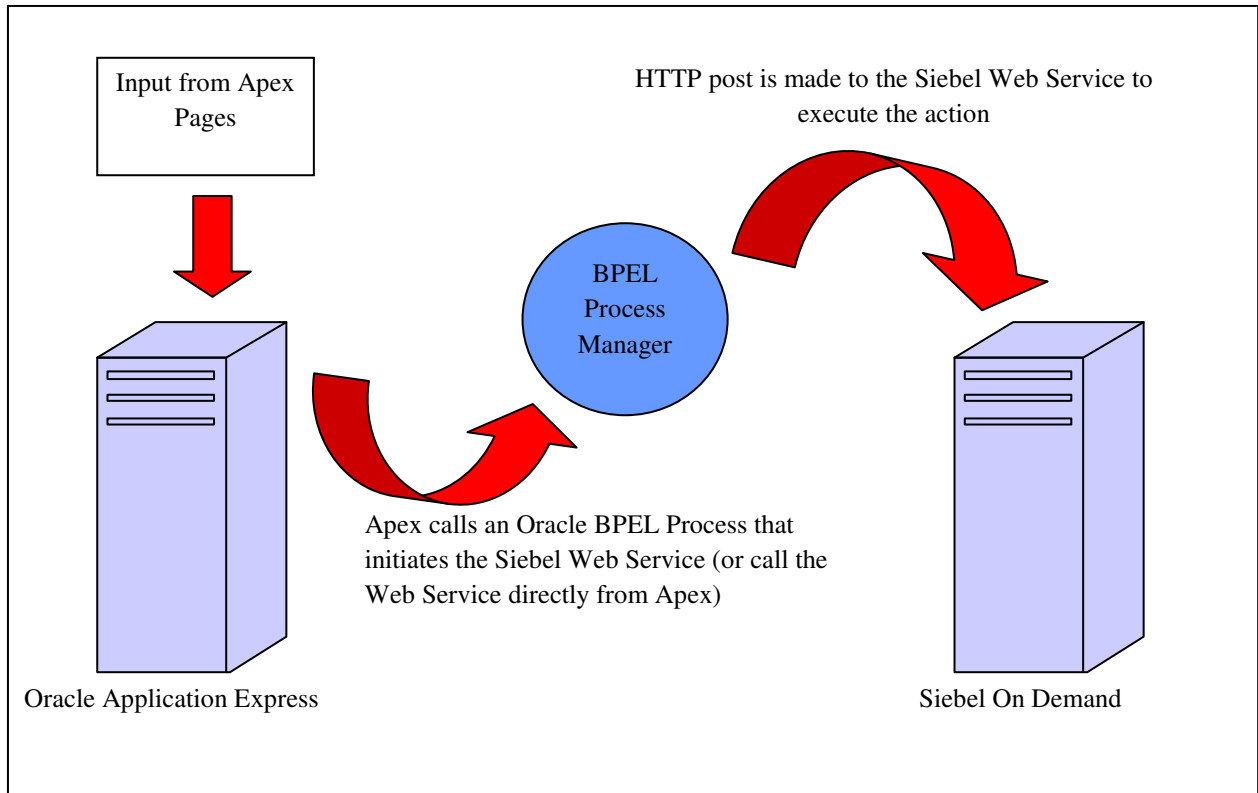 Input from Apex
Pages
HTTP post is made to the Siebel Web Service to
execute the action
BPEL
Process
Manager
Apex calls an Oracle BPEL Process that
initiates the Siebel Web Service (or call the
Web Service directly from Apex)
Oracle Application Express
Siebel On Demand